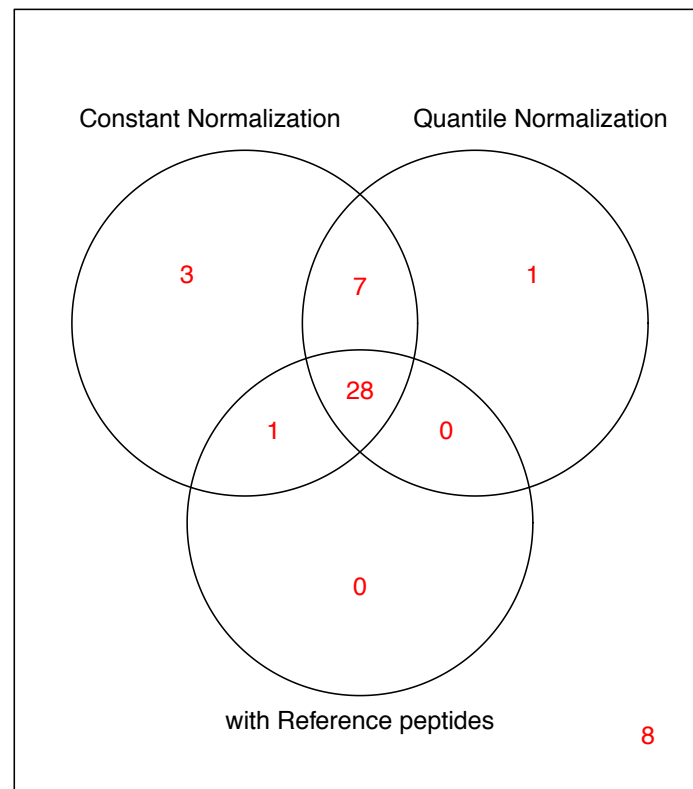 Constant Normalization
Quantile Normalization
3
7
1
28
1
0
0
with Reference peptides
8